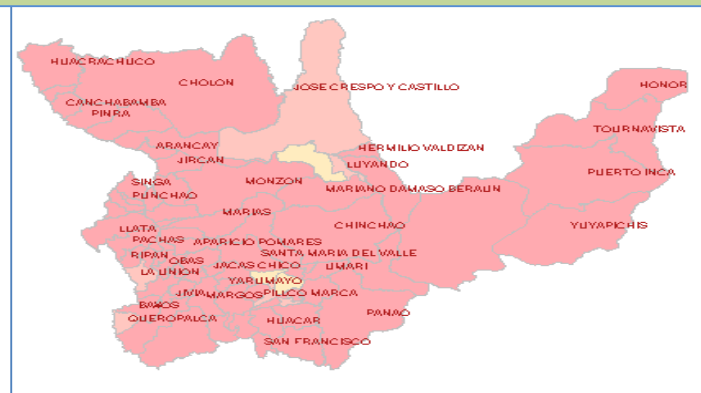 HUACRACHUCO
CHOLON
HONOR
JOSE CRESPO Y CASTILLO
CANCHABAMBA
PINRA
TOURNAVISTA
ARANCAY
HERMILIO VALDIZAN
JIRCAN
LUYANDO
PUERTO INCA
SINGA
MONZON
MARIANO DAMASO BERAUN
PUNCHAO
MARIAS
CHINCHAO
YUYAPICHIS
LLATA
PACHAS
APARICIO POMARES
RIPAN
OBAS
SANTA MARIA DEL VALLE
LA UNION
JACAS CHICO
UMARI
YARUMAYO
JIVIA
MARGOS
PILLCO MARCA
BAÑOS
PANAO
QUEROPALCA
HUACAR
SAN FRANCISCO